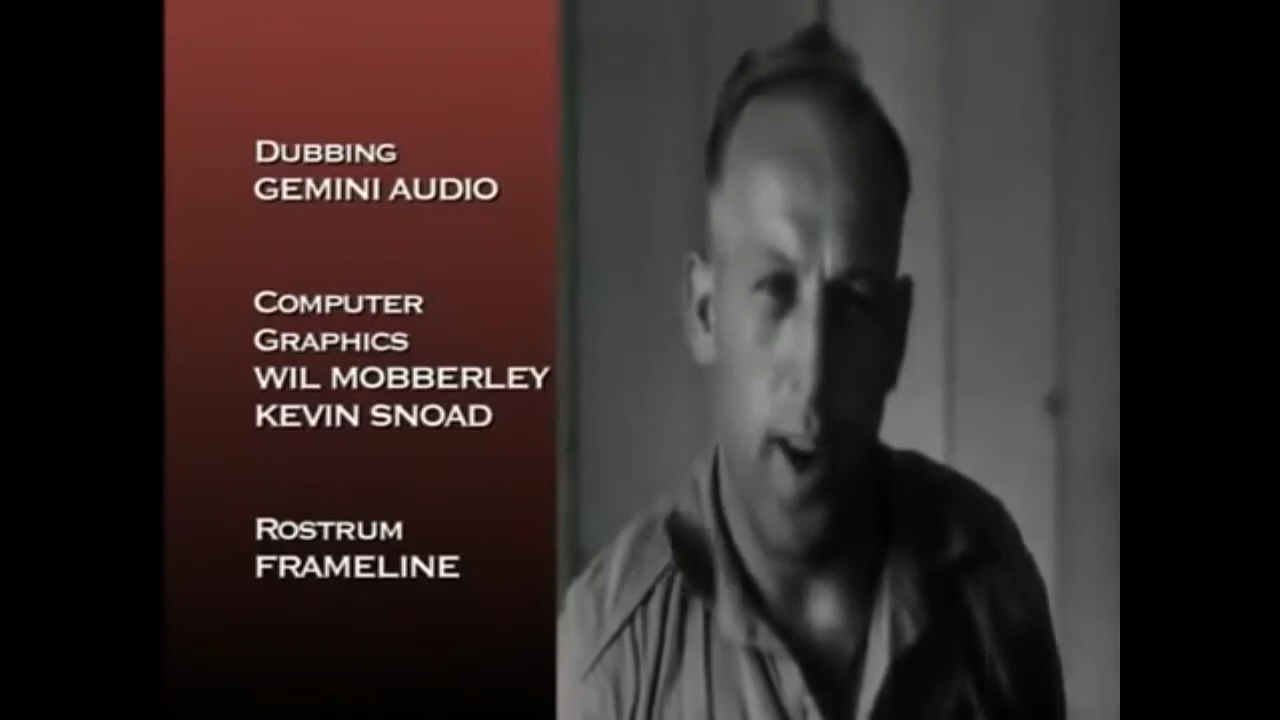 DUBBING
GEMINI AUDIO
COMPUTER
GRAPHICS
WIL MOBBERLEY
KEVIN SNOAD
ROSTRUM
FRAMELINE